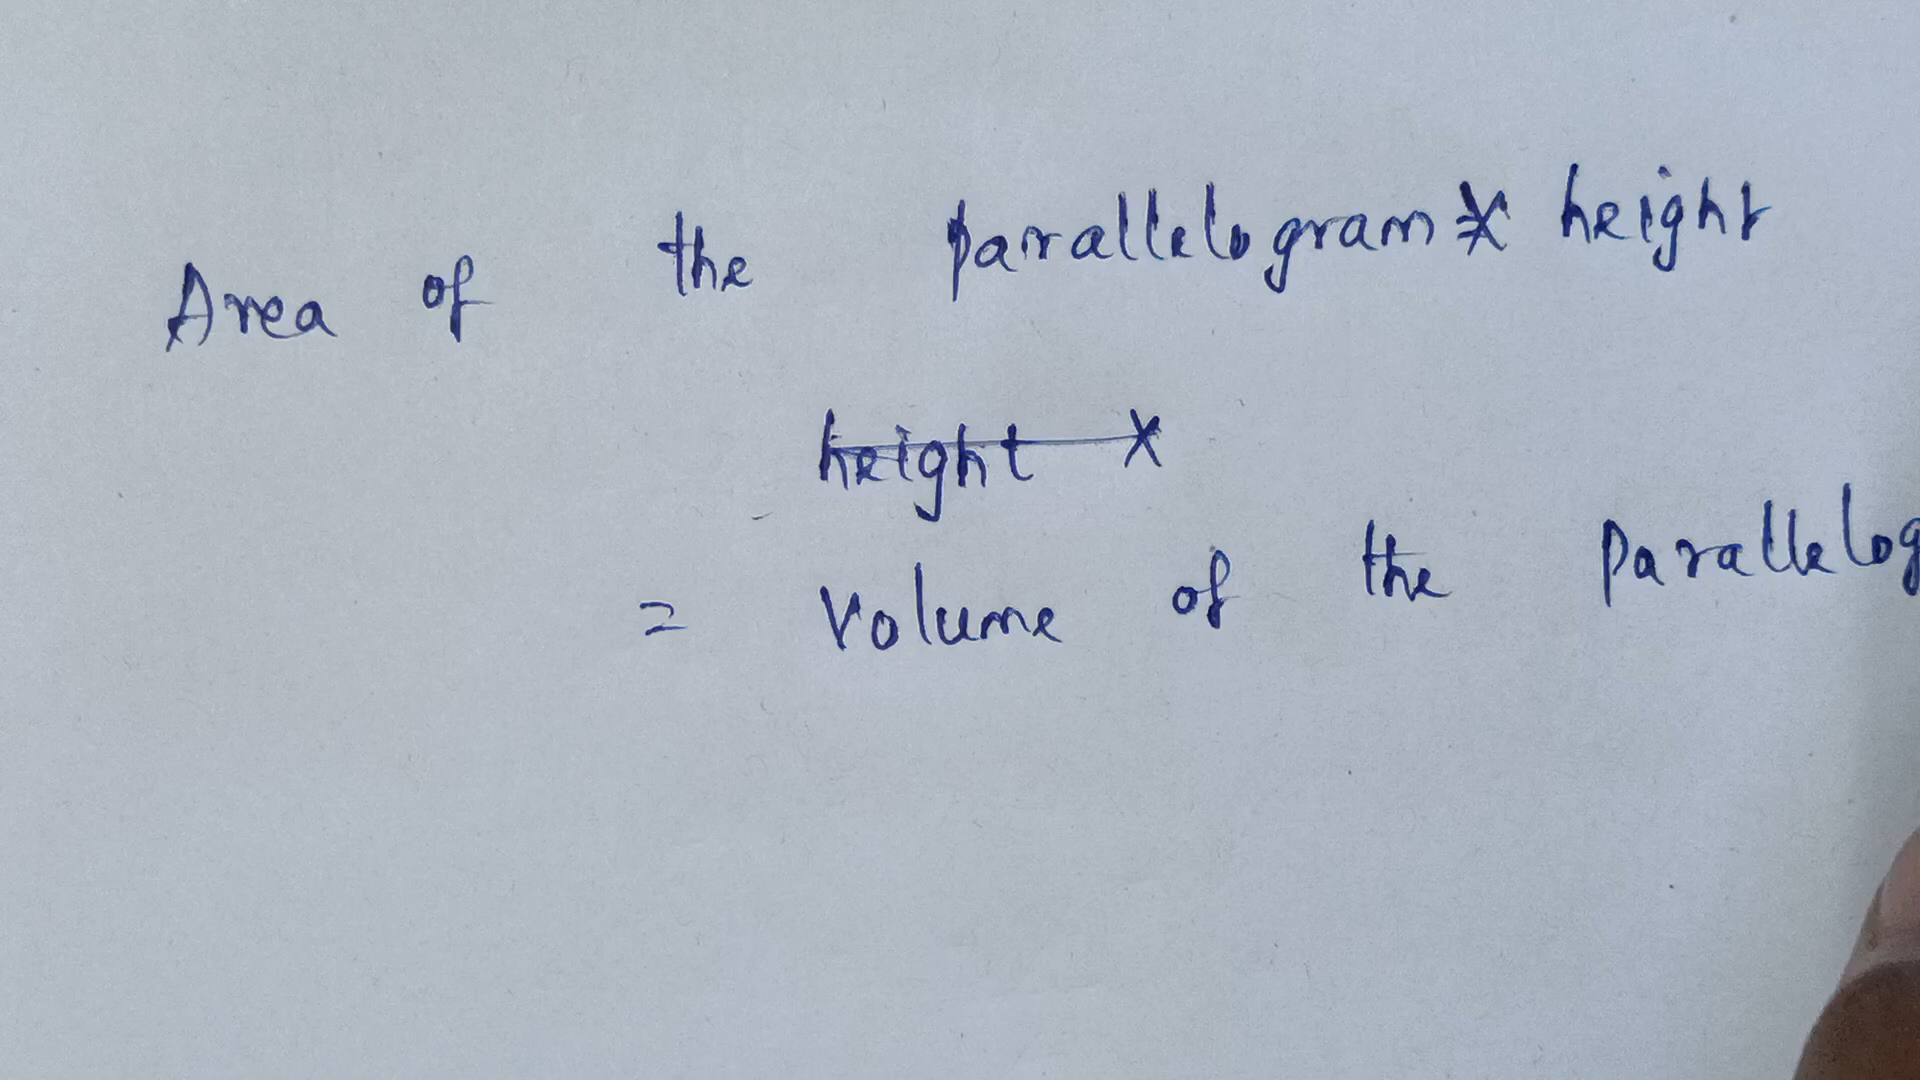 Area of the parallelogram * height
height x
= Volume of the Parallelog